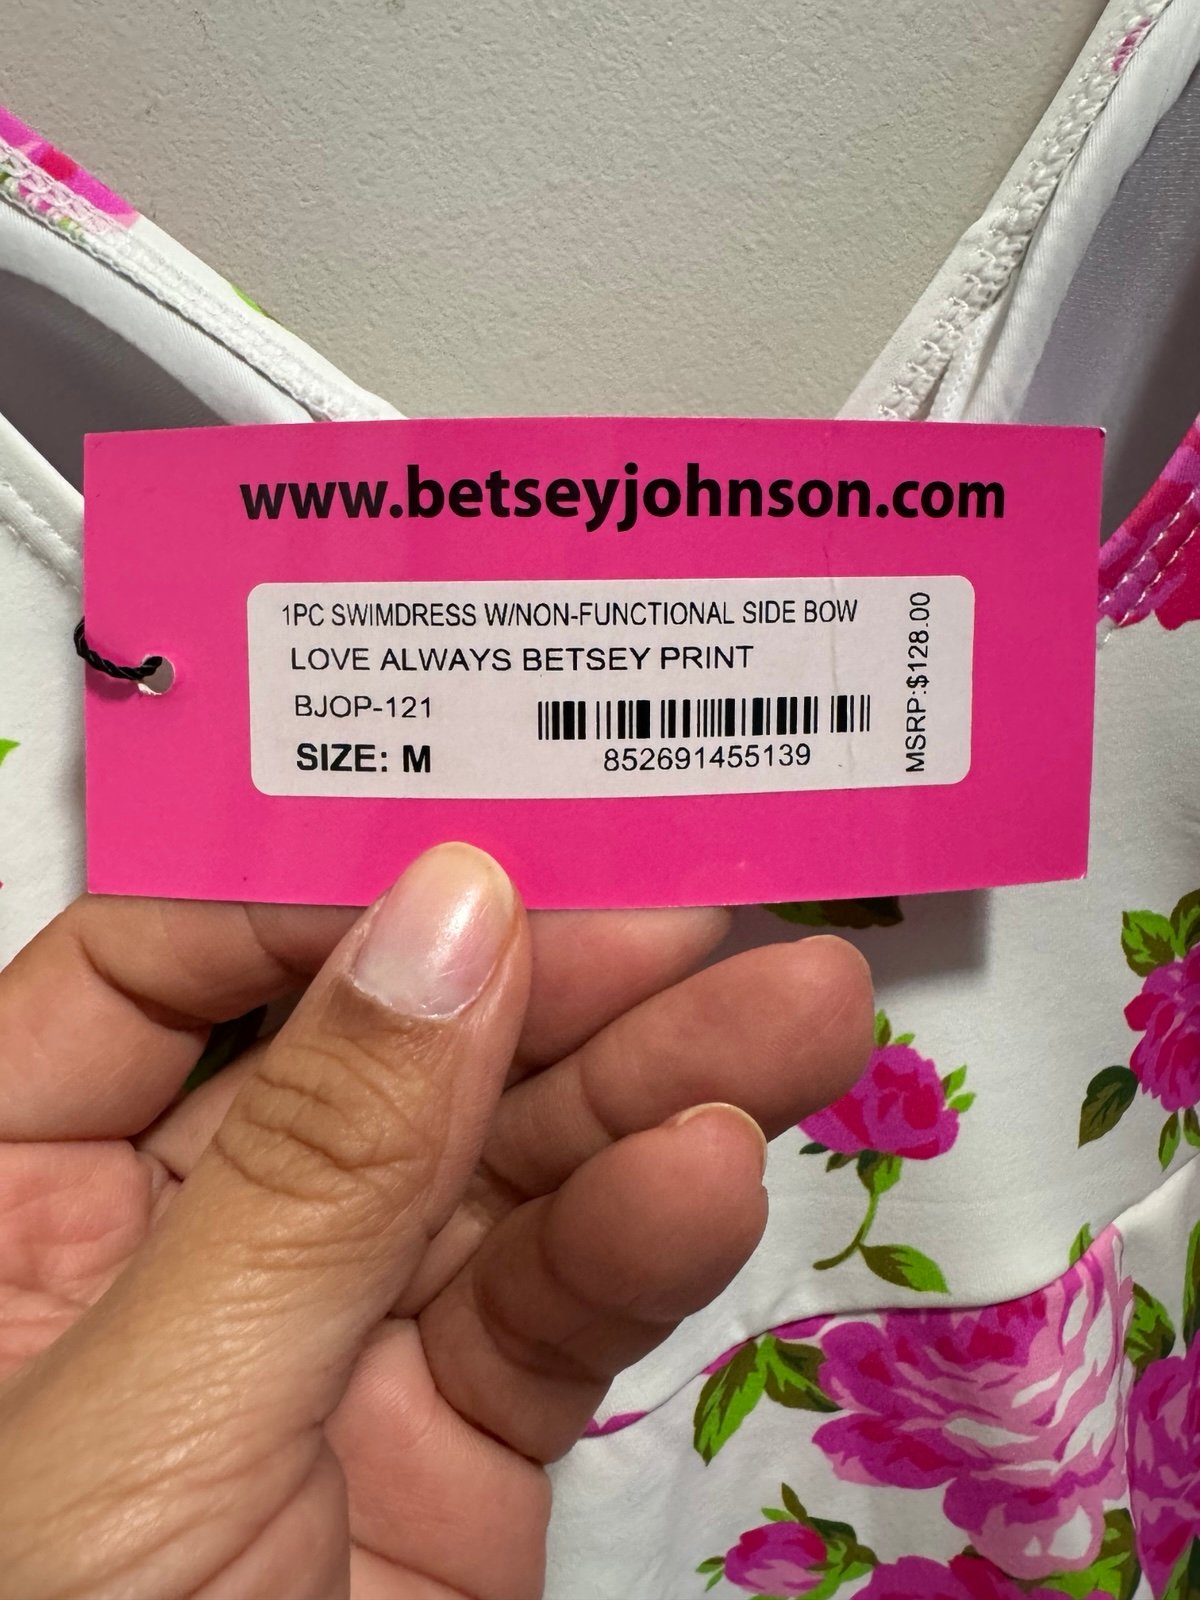 www.betseyjohnson.com
1PC SWIMDRESS W/NON-FUNCTIONAL SIDE BOW
LOVE ALWAYS BETSEY PRINT
BJOP-121
SIZE: M
852691455139
MSRP:$128.00